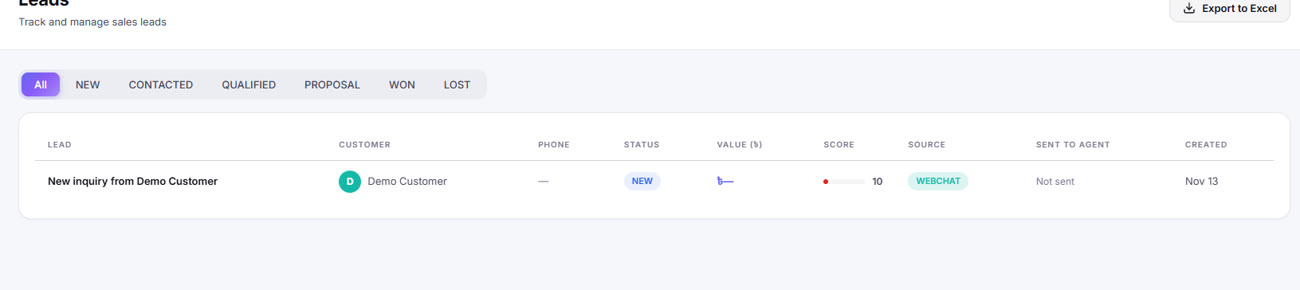 Leads
Track and manage sales leads
Export to Excel
All NEW CONTACTED QUALIFIED PROPOSAL WON LOST
LEAD CUSTOMER PHONE STATUS VALUE (৳) SCORE SOURCE SENT TO AGENT CREATED
New inquiry from Demo Customer D Demo Customer — NEW ৳— 10 WEBCHAT Not sent Nov 13